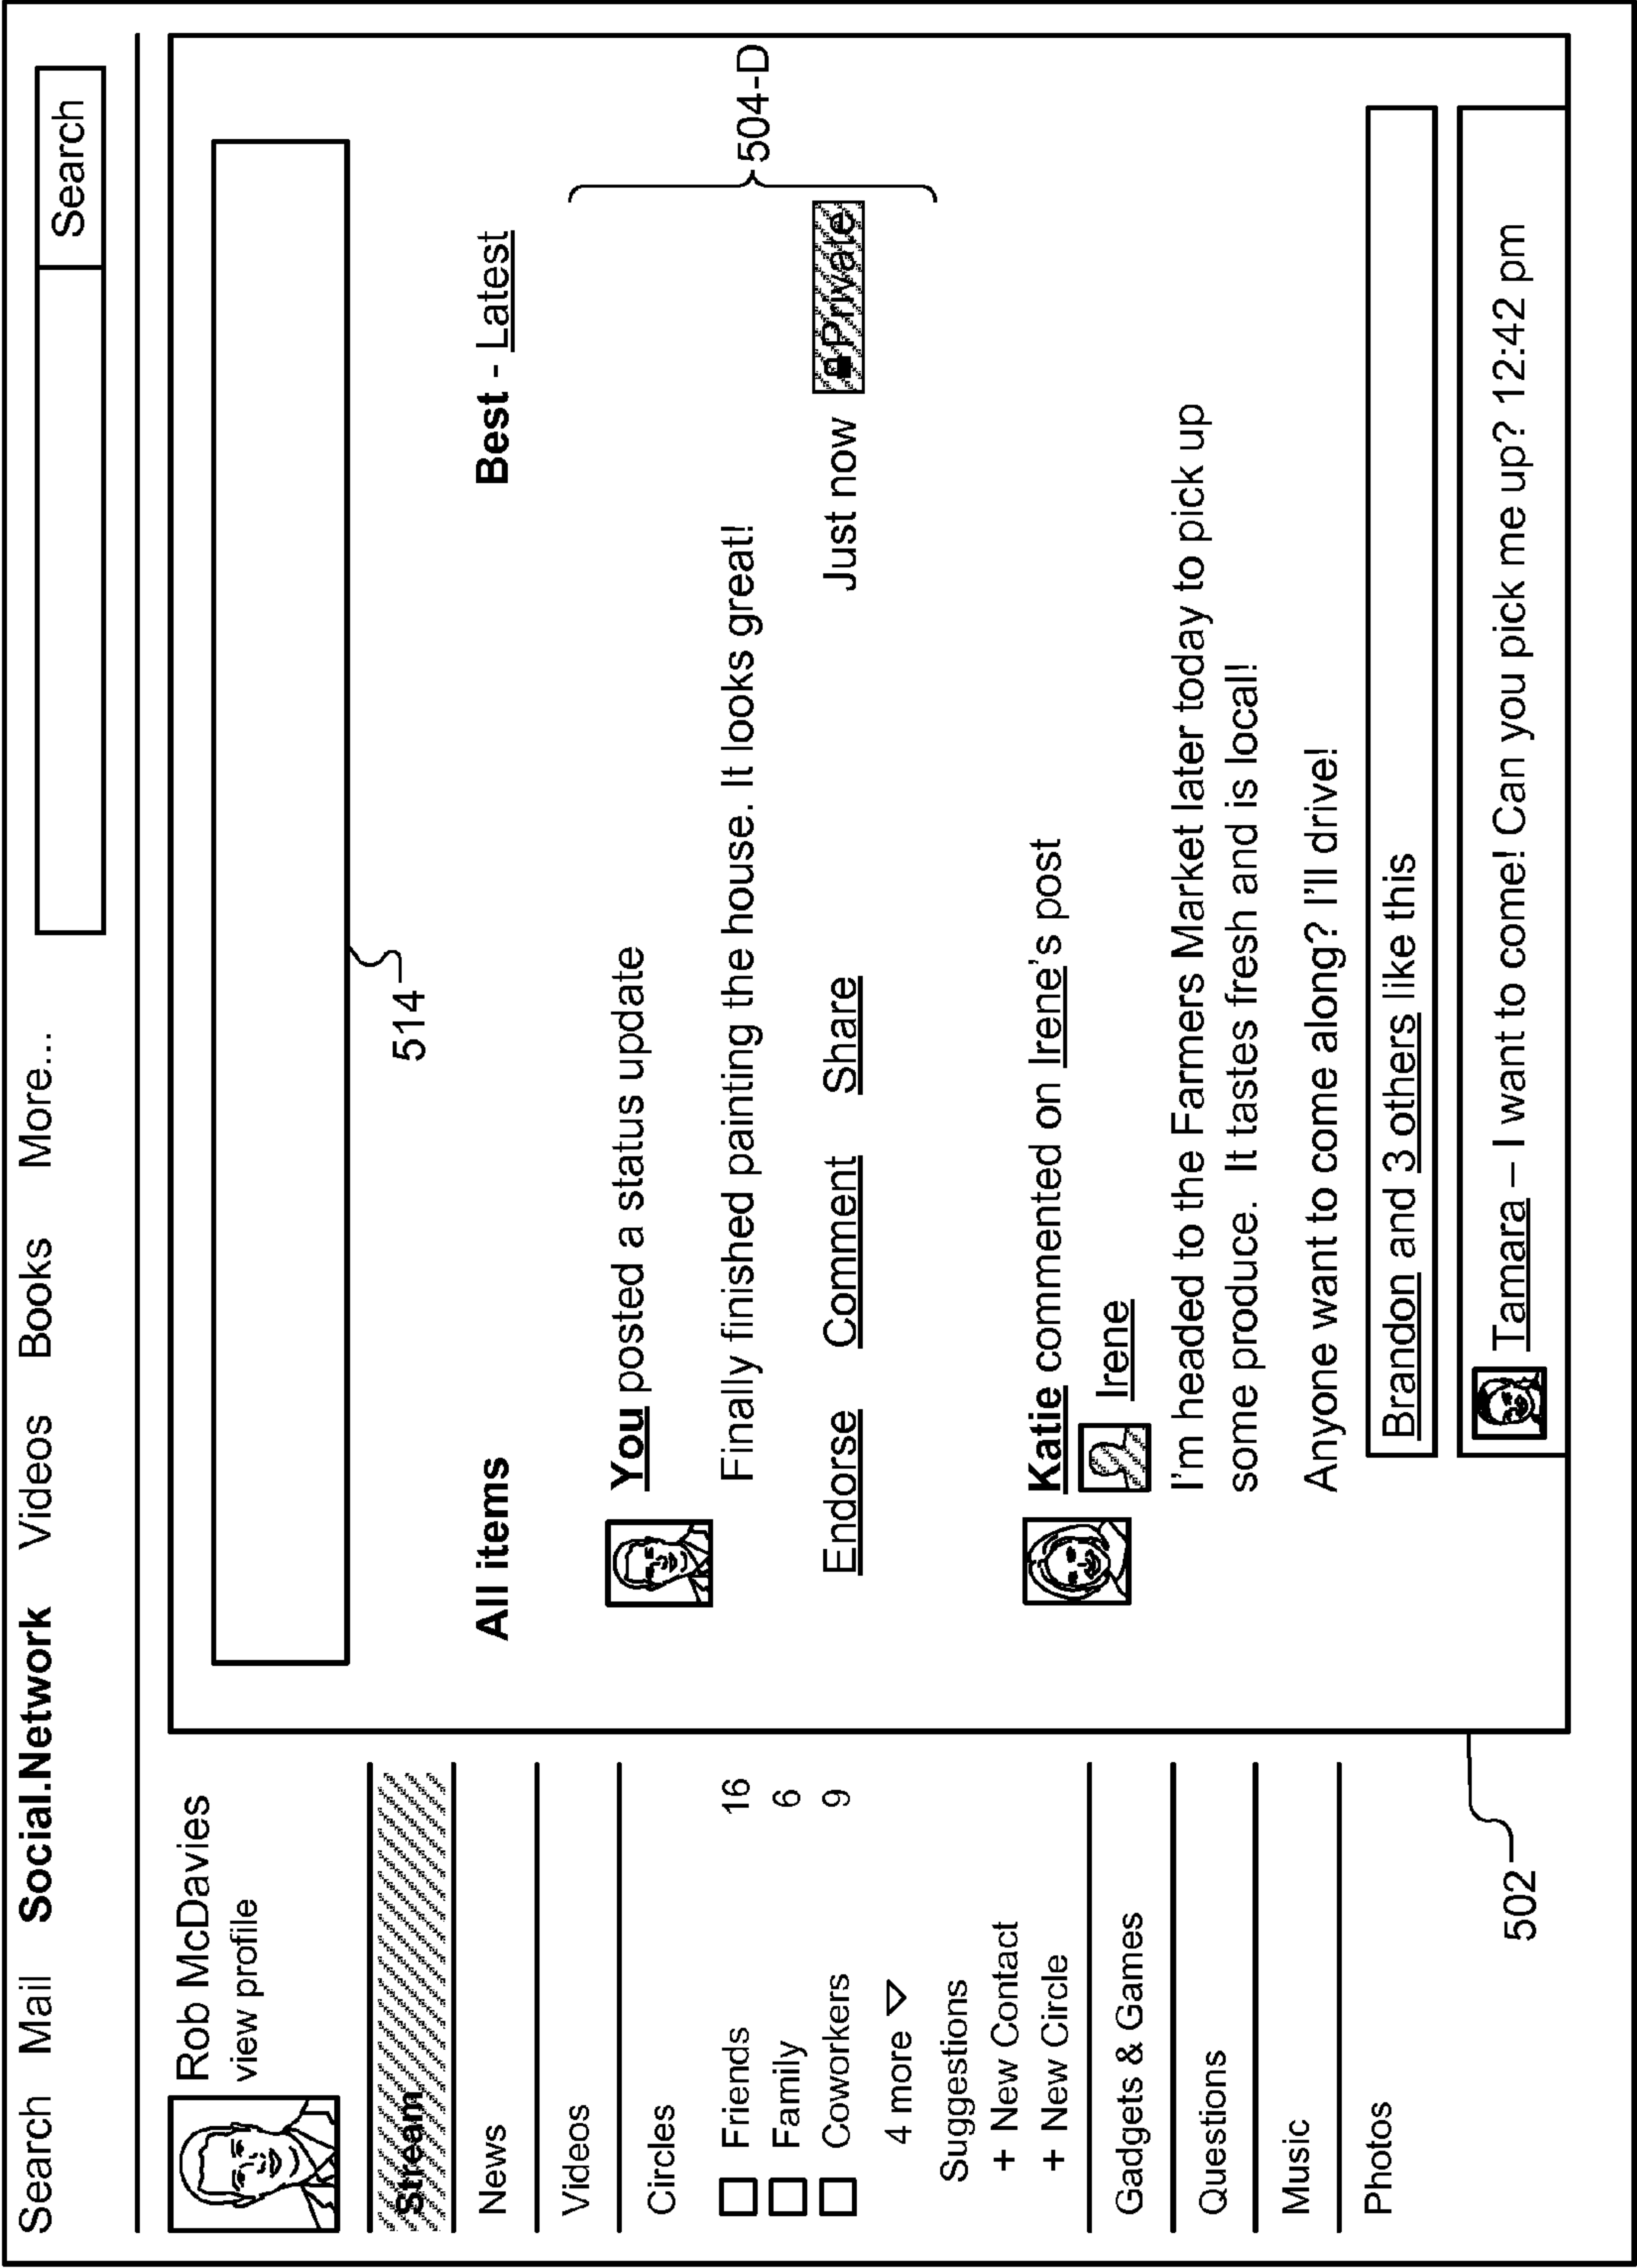 Search Mail Social.Network Videos Books More... Search
Rob McDavies
view profile
Stream
News
Videos
Circles
Friends 16
Family 6
Coworkers 9
4 more
Suggestions
+ New Contact
+ New Circle
Gadgets & Games
Questions
Music
Photos
502
514
All items Best - Latest
You posted a status update
Finally finished painting the house. It looks great!
Endorse Comment Share Just now Private
504-D
Katie commented on Irene's post
Irene
I'm headed to the Farmers Market later today to pick up
some produce. It tastes fresh and is local!
Anyone want to come along? I'll drive!
Brandon and 3 others like this
Tamara – I want to come! Can you pick me up? 12:42 pm